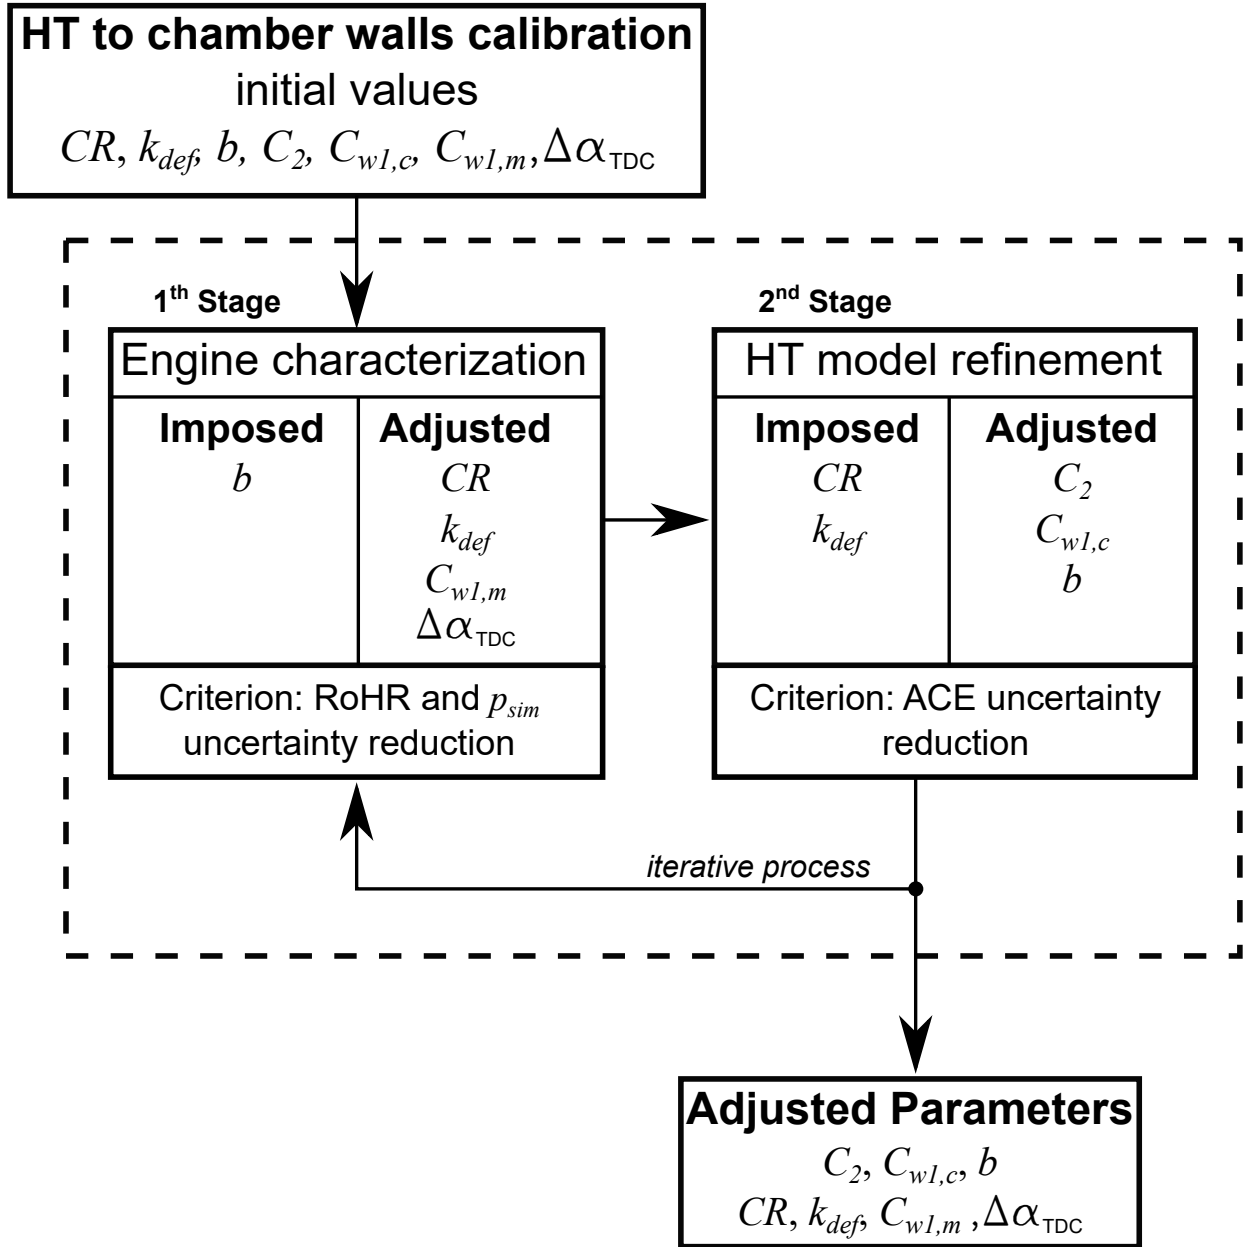 HT to chamber walls calibration
initial values
CR, k_def, b, C_2, C_w1,c, C_w1,m, Δα_TDC
1th Stage
Engine characterization
Imposed
b
Adjusted
CR
k_def
C_w1,m
Δα_TDC
Criterion: RoHR and p_sim
uncertainty reduction
2nd Stage
HT model refinement
Imposed
CR
k_def
Adjusted
C_2
C_w1,c
b
Criterion: ACE uncertainty
reduction
iterative process
Adjusted Parameters
C_2, C_w1,c, b
CR, k_def, C_w1,m , Δα_TDC